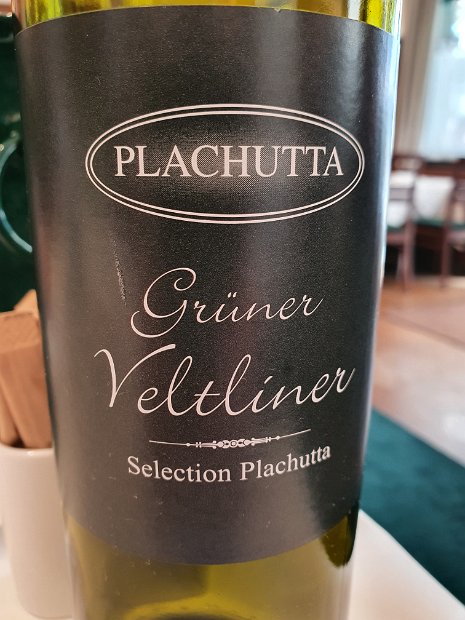 PLACHUTTA
Grüner
Veltliner
Selection Plachutta